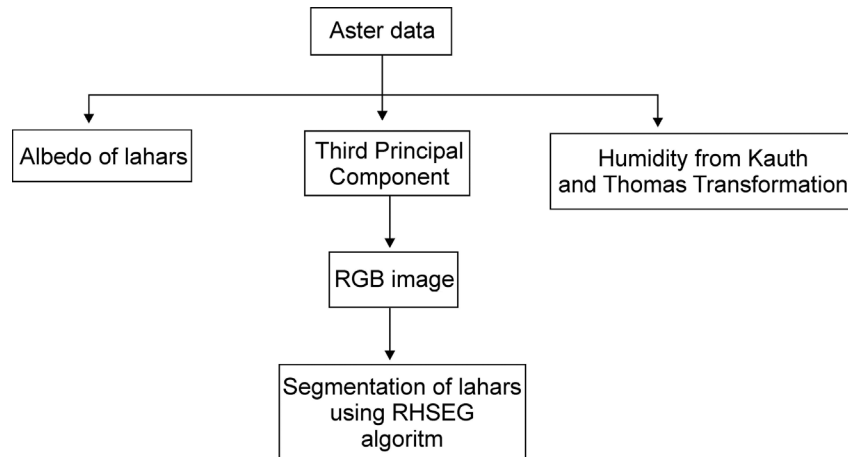 Aster data
Albedo of lahars
Third Principal
Component
Humidity from Kauth
and Thomas Transformation
RGB image
Segmentation of lahars
using RHSEG
algoritm